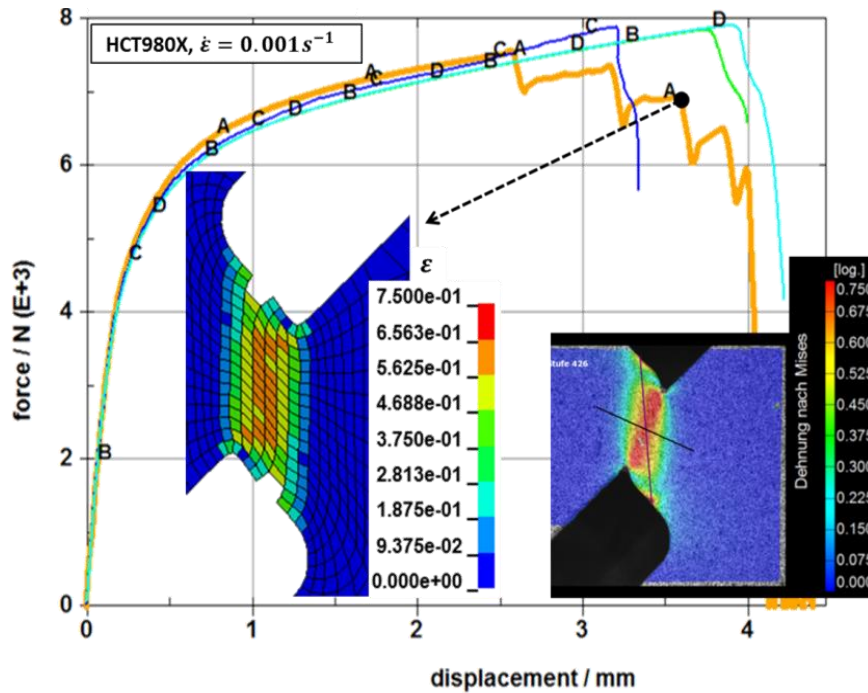 8
6
4
2
0
0
1
2
3
4
force / N (E+3)
displacement / mm
HCT980X, ε̇ = 0.001s⁻¹
A
A
C
C
A
C
B
D
D
B
C
D
B
D
B
C
D
B
A
C
B
ε
7.500e-01
6.563e-01
5.625e-01
4.688e-01
3.750e-01
2.813e-01
1.875e-01
9.375e-02
0.000e+00
tufe 426
[log.]
0.750
0.675
0.600
0.525
0.450
0.375
0.300
0.225
0.150
0.075
0.000
Dehnung nach Mises